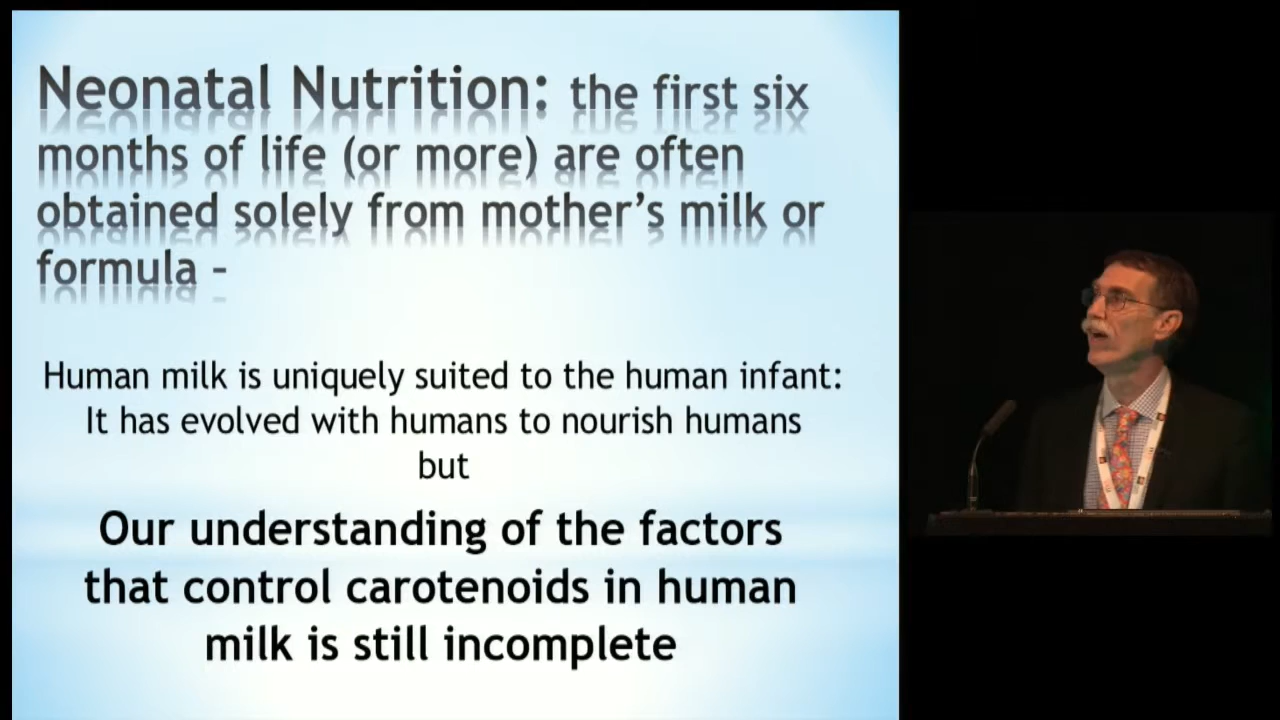 Neonatal Nutrition: the first six
months of life (or more) are often
obtained solely from mother's milk or
formula –
Human milk is uniquely suited to the human infant:
It has evolved with humans to nourish humans
but
Our understanding of the factors
that control carotenoids in human
milk is still incomplete